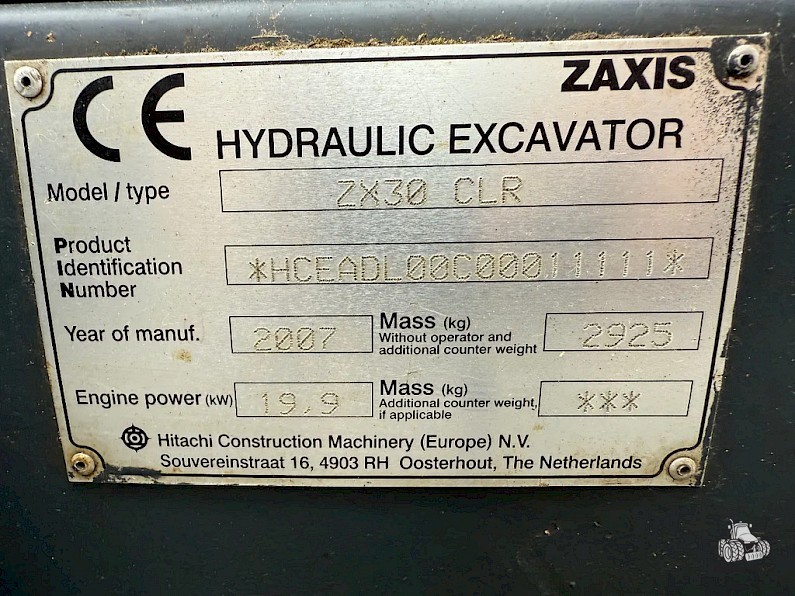 CE
ZAXIS
HYDRAULIC EXCAVATOR
Model / type ZX30 CLR
Product
Identification *HCEADL00C00011111*
Number
Year of manuf. 2007 Mass (kg) 2925
Without operator and
additional counter weight
Engine power (kW) 19,9 Mass (kg) ***
Additional counter weight,
if applicable
Hitachi Construction Machinery (Europe) N.V.
Souvereinstraat 16, 4903 RH Oosterhout, The Netherlands